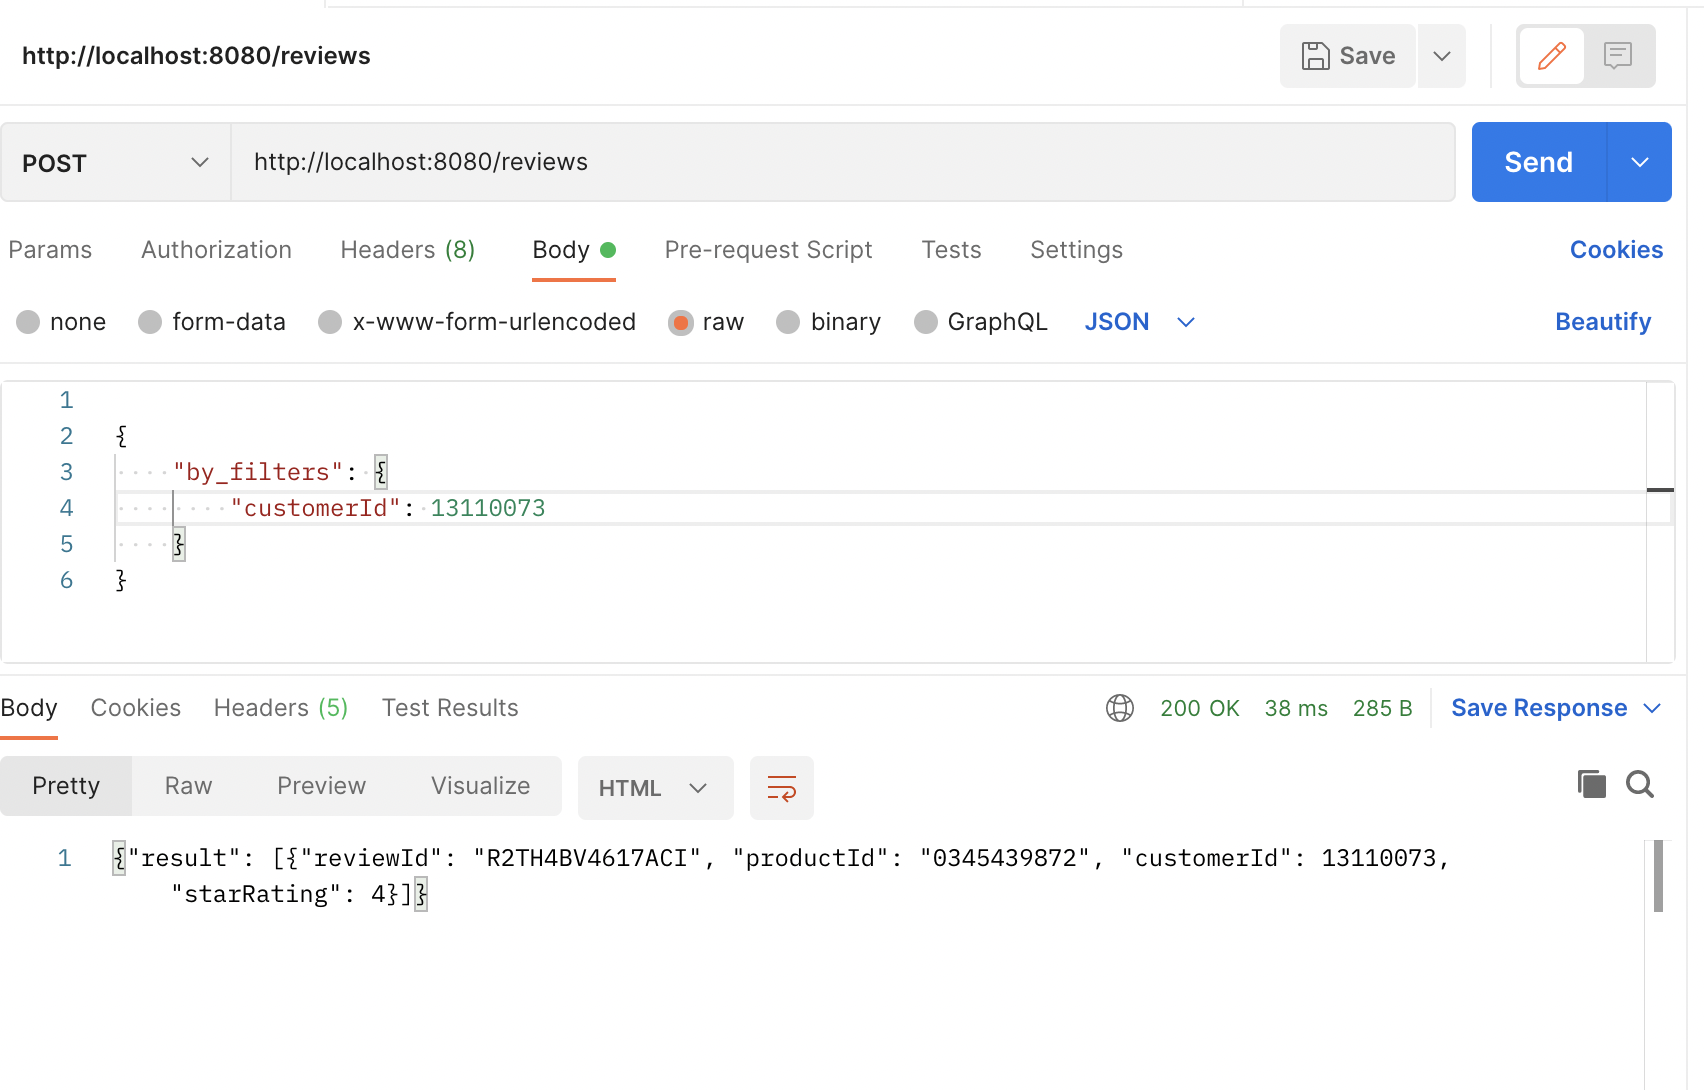 http://localhost:8080/reviews
Save
POST http://localhost:8080/reviews Send
Params Authorization Headers (8) Body Pre-request Script Tests Settings Cookies
none form-data x-www-form-urlencoded raw binary GraphQL JSON Beautify
1
2 {
3 "by_filters": {
4 "customerId": 13110073
5 }
6 }
Body Cookies Headers (5) Test Results 200 OK 38 ms 285 B Save Response
Pretty Raw Preview Visualize HTML
1 {"result": [{"reviewId": "R2TH4BV4617ACI", "productId": "0345439872", "customerId": 13110073,
"starRating": 4}]}